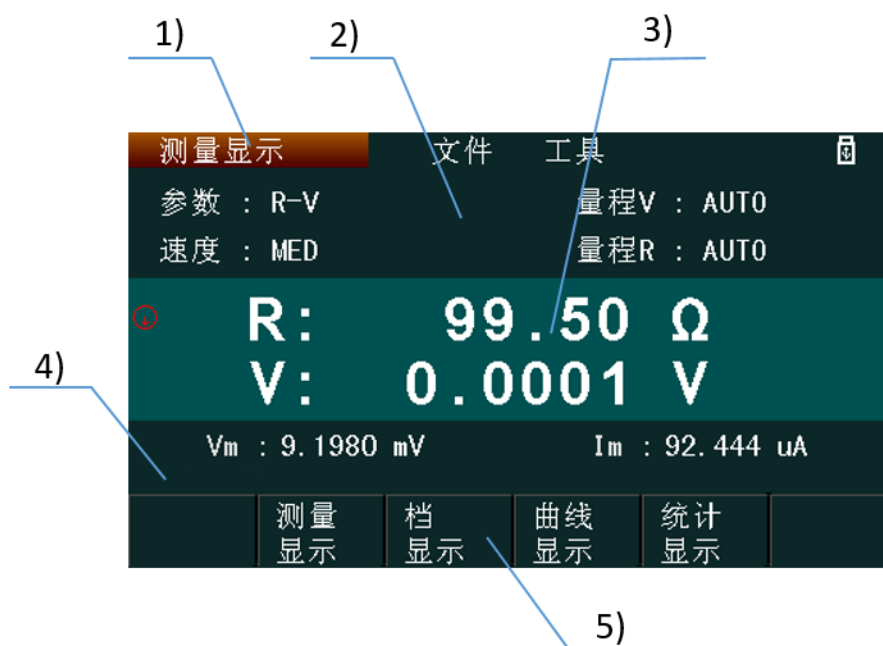 1)
2)
3)
测量显示 文件 工具
参数 : R-V 量程V : AUTO
速度 : MED 量程R : AUTO
R: 99.50 Ω
4)
V: 0.0001 V
Vm : 9.1980 mV Im : 92.444 uA
测量 档 曲线 统计
显示 显示 显示 显示
5)